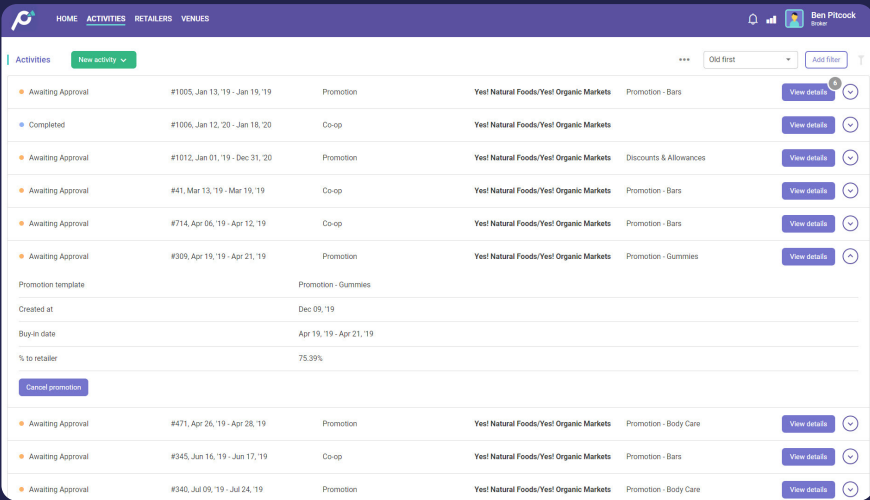 HOME ACTIVITIES RETAILERS VENUES
Ben Pitcock
Broker
Activities New activity Old first Add filter
Awaiting Approval #1005, Jan 13, '19 - Jan 19, '19 Promotion Yes! Natural Foods/Yes! Organic Markets Promotion - Bars View details 6
Completed #1006, Jan 12, '20 - Jan 18, '20 Co-op Yes! Natural Foods/Yes! Organic Markets View details
Awaiting Approval #1012, Jan 01, '19 - Dec 31, '20 Promotion Yes! Natural Foods/Yes! Organic Markets Discounts & Allowances View details
Awaiting Approval #41, Mar 13, '19 - Mar 19, '19 Co-op Yes! Natural Foods/Yes! Organic Markets Promotion - Bars View details
Awaiting Approval #714, Apr 06, '19 - Apr 12, '19 Co-op Yes! Natural Foods/Yes! Organic Markets Promotion - Bars View details
Awaiting Approval #309, Apr 19, '19 - Apr 21, '19 Promotion Yes! Natural Foods/Yes! Organic Markets Promotion - Gummies View details
Promotion template Promotion - Gummies
Created at Dec 09, '19
Buy-in date Apr 19, '19 - Apr 21, '19
% to retailer 75.39%
Cancel promotion
Awaiting Approval #471, Apr 26, '19 - Apr 28, '19 Promotion Yes! Natural Foods/Yes! Organic Markets Promotion - Body Care View details
Awaiting Approval #345, Jun 16, '19 - Jun 17, '19 Co-op Yes! Natural Foods/Yes! Organic Markets Promotion - Bars View details
Awaiting Approval #340, Jul 09, '19 - Jul 24, '19 Promotion Yes! Natural Foods/Yes! Organic Markets Promotion - Body Care View details